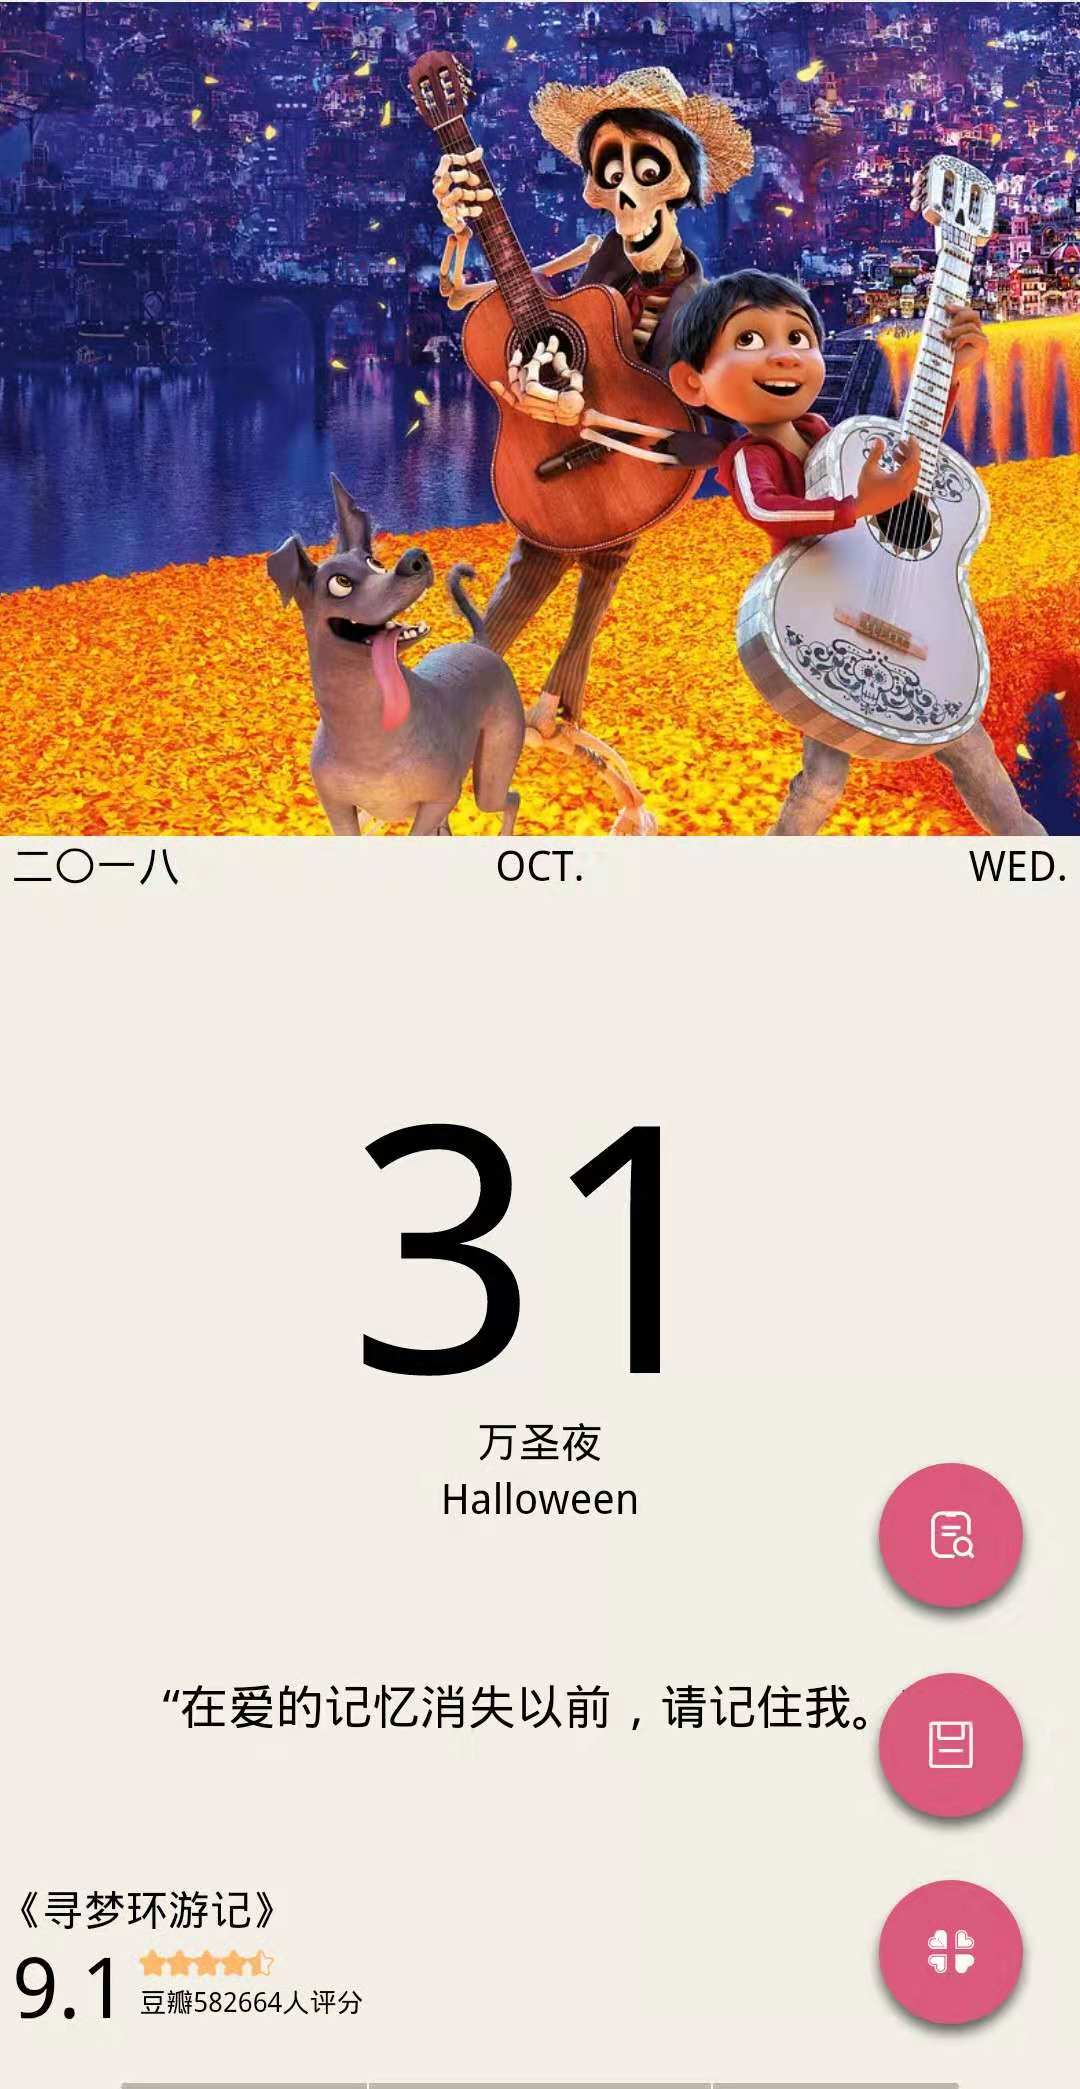 二〇一八 OCT. WED.
31
万圣夜
Halloween
“在爱的记忆消失以前，请记住我。
《寻梦环游记》
9.1
豆瓣582664人评分